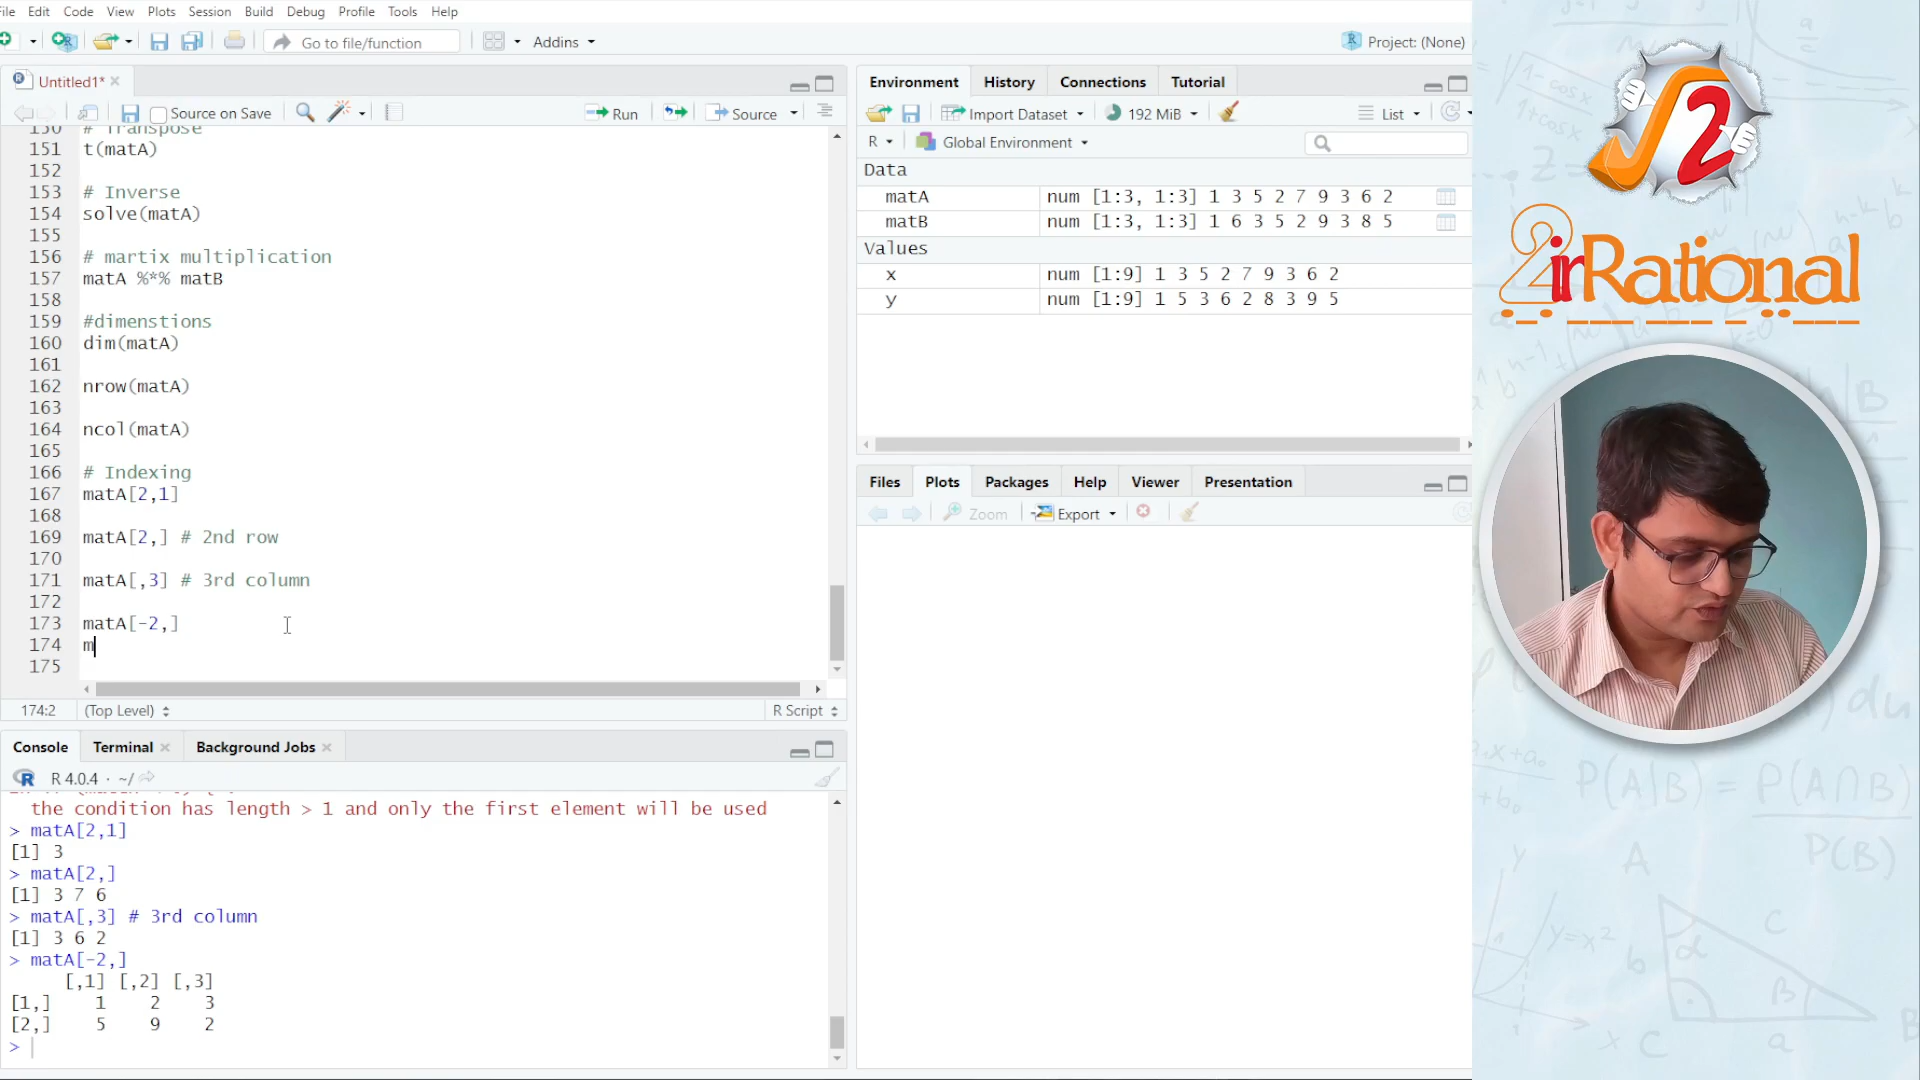 File Edit Code View Plots Session Build Debug Profile Tools Help
Go to file/function
Addins
Project: (None)
Untitled1*
Source on Save
Run
Source
150 # Transpose
151 t(matA)
152
153 # Inverse
154 solve(matA)
155
156 # martix multiplication
157 matA %*% matB
158
159 #dimenstions
160 dim(matA)
161
162 nrow(matA)
163
164 ncol(matA)
165
166 # Indexing
167 matA[2,1]
168
169 matA[2,] # 2nd row
170
171 matA[,3] # 3rd column
172
173 matA[-2,]
174 m
175
174:2 (Top Level) R Script
Console Terminal Background Jobs
R 4.0.4 · ~/
the condition has length > 1 and only the first element will be used
> matA[2,1]
[1] 3
> matA[2,]
[1] 3 7 6
> matA[,3] # 3rd column
[1] 3 6 2
> matA[-2,]
[,1] [,2] [,3]
[1,] 1 2 3
[2,] 5 9 2
>
Environment History Connections Tutorial
Import Dataset 192 MiB List
R Global Environment
Data
matA num [1:3, 1:3] 1 3 5 2 7 9 3 6 2
matB num [1:3, 1:3] 1 6 3 5 2 9 3 8 5
Values
x num [1:9] 1 3 5 2 7 9 3 6 2
y num [1:9] 1 5 3 6 2 8 3 9 5
Files Plots Packages Help Viewer Presentation
Zoom Export
√2
2irRational
P(A|B) = P(A∩B)
P(B)
A
y
y=x²
C
b
α
B
x
C
a